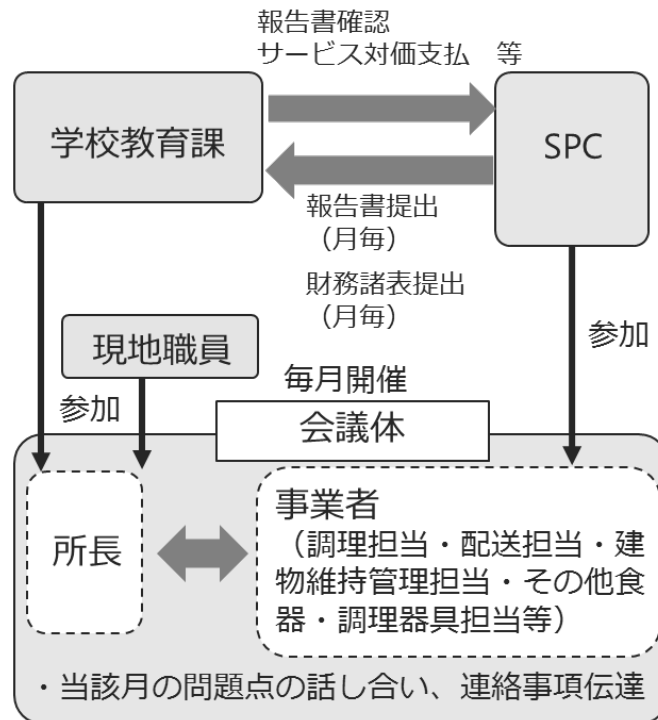 報告書確認
サービス対価支払　等
学校教育課
SPC
報告書提出
（月毎）
財務諸表提出
（月毎）
現地職員
参加
参加
毎月開催
会議体
所長
事業者
（調理担当・配送担当・建
物維持管理担当・その他食
器・調理器具担当等）
・当該月の問題点の話し合い、連絡事項伝達